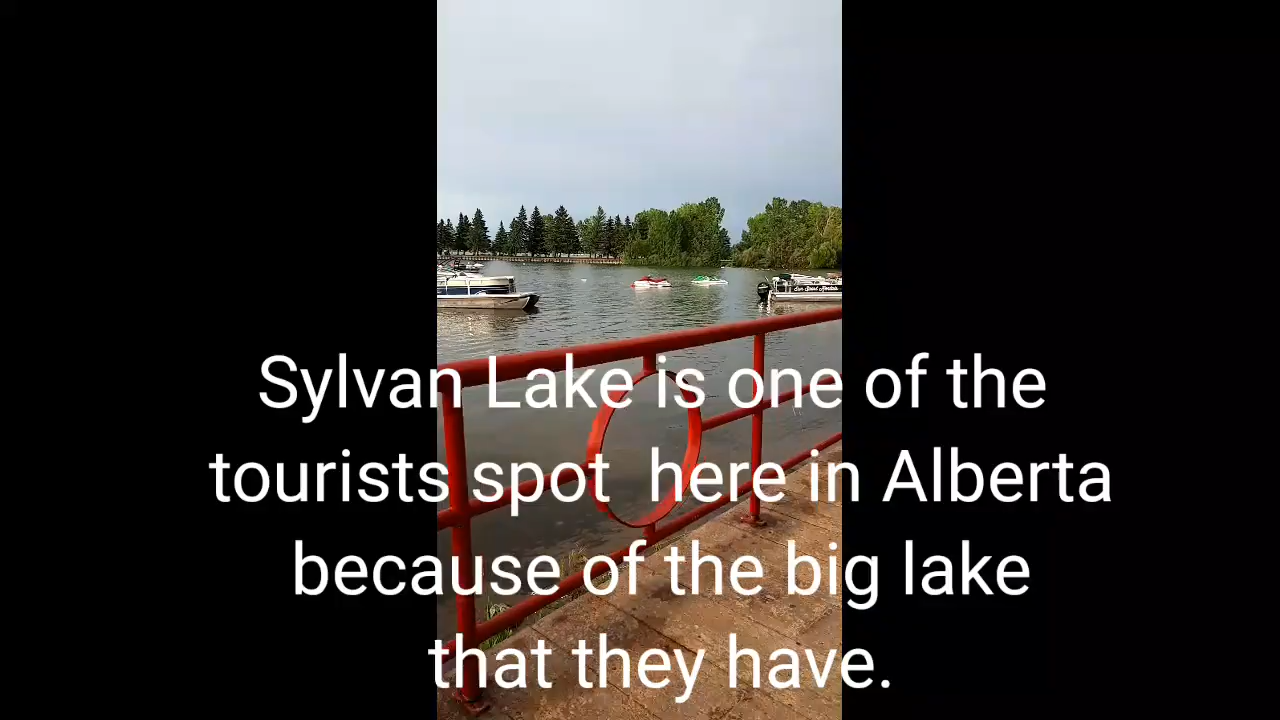 Sylvan Lake is one of the
tourists spot  here in Alberta
because of the big lake
that they have.